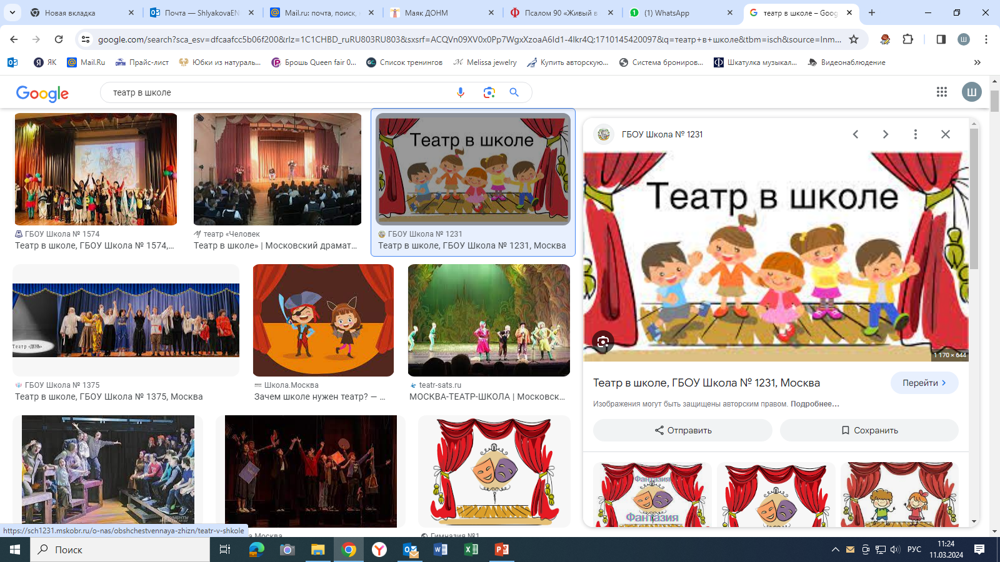 Новая вкладка
Почта — ShlyakovaEN
Mail.ru: почта, поиск,
Маяк ДОНМ
Псалом 90 «Живый в
(1) WhatsApp
театр в школе – Goog
google.com/search?sca_esv=dfcaafcc5b06f200&rlz=1C1CHBD_ruRU803RU803&sxsrf=ACQVn09XV0x0Pp7WgxXzoaA6Id1-4lkr4Q:1710145420097&q=театр+в+школе&tbm=isch&source=lnm...
ЯК
Mail.Ru
Прайс-лист
Юбки из натураль...
Брошь Queen fair 0...
Список тренингов
Melissa jewelry
Купить авторскую...
Система брониров...
Шкатулка музыкал...
Видеонаблюдение
Google
театр в школе
Ш
ГБОУ Школа № 1574
Театр в школе, ГБОУ Школа № 1574,...
театр «Человек
Театр в школе» | Московский драмат...
Театр в школе
ГБОУ Школа № 1231
Театр в школе, ГБОУ Школа № 1231, Москва
Театр «ДЕНЬ»
ГБОУ Школа № 1375
Театр в школе, ГБОУ Школа № 1375, Москва
Школа.Москва
Зачем школе нужен театр? — ...
teatr-sats.ru
МОСКВА-ТЕАТР-ШКОЛА | Московск...
Гимназия №1
ГБОУ Школа № 1231
Театр в школе
1 170 × 644
Театр в школе, ГБОУ Школа № 1231, Москва
Перейти
Изображения могут быть защищены авторским правом. Подробнее...
Отправить
Сохранить
Фантазия
Фантазия
https://sch1231.mskobr.ru/o-nas/obshchestvennaya-zhizn/teatr-v-shkole
Поиск
РУС
11:24
11.03.2024